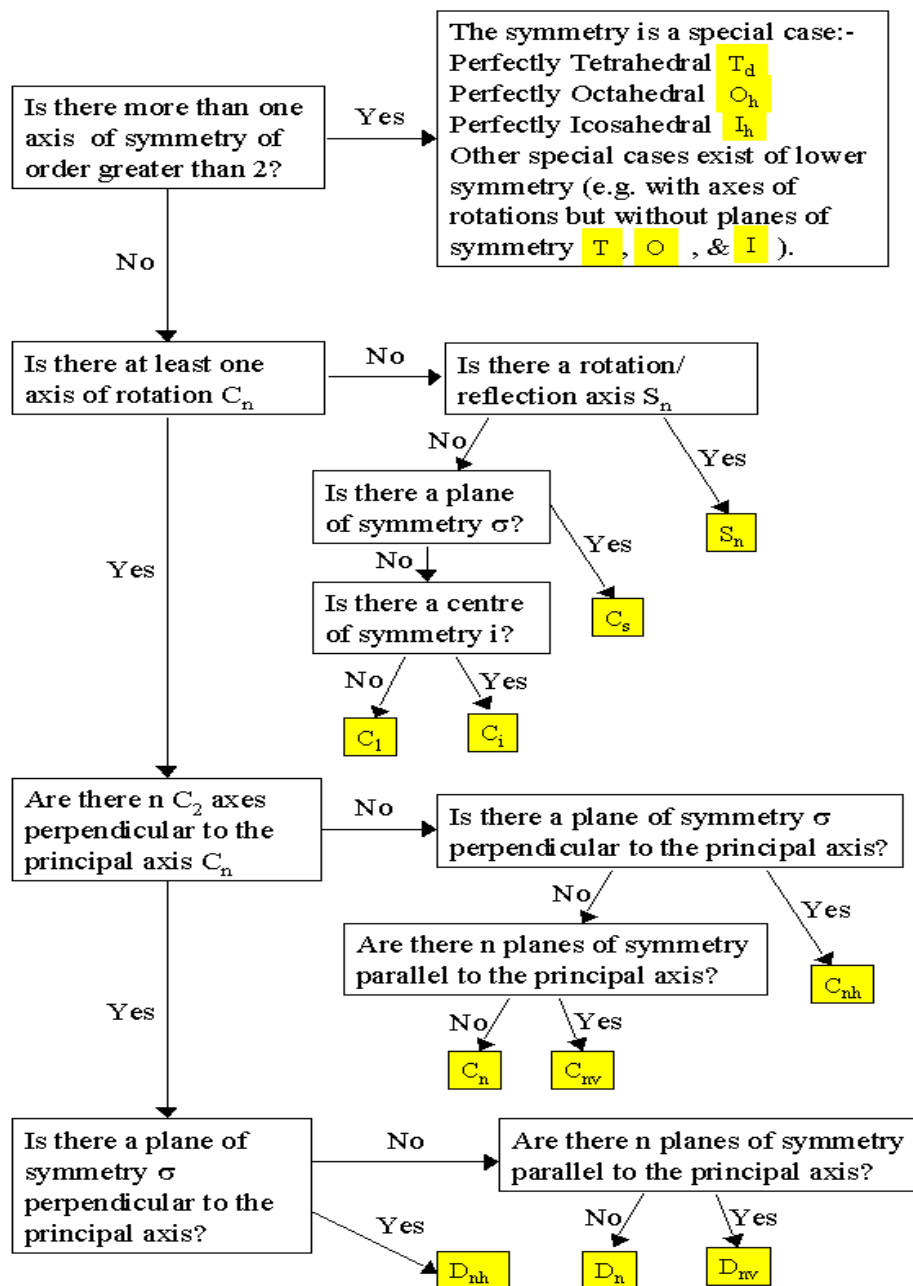 The symmetry is a special case:-
Perfectly Tetrahedral T_d
Perfectly Octahedral O_h
Perfectly Icosahedral I_h
Other special cases exist of lower
symmetry (e.g. with axes of
rotations but without planes of
symmetry T , O , & I ).
Is there more than one
axis of symmetry of
order greater than 2?
Yes
No
Is there at least one
axis of rotation C_n
No
Is there a rotation/
reflection axis S_n
No
Yes
Is there a plane
of symmetry σ?
S_n
Yes
No
Yes
Is there a centre
of symmetry i?
C_s
No
Yes
C_1
C_i
Are there n C_2 axes
perpendicular to the
principal axis C_n
No
Is there a plane of symmetry σ
perpendicular to the principal axis?
No
Yes
Are there n planes of symmetry
parallel to the principal axis?
C_nh
Yes
No
Yes
C_n
C_nv
Is there a plane of
symmetry σ
perpendicular to the
principal axis?
No
Are there n planes of symmetry
parallel to the principal axis?
Yes
No
Yes
D_nh
D_n
D_nv